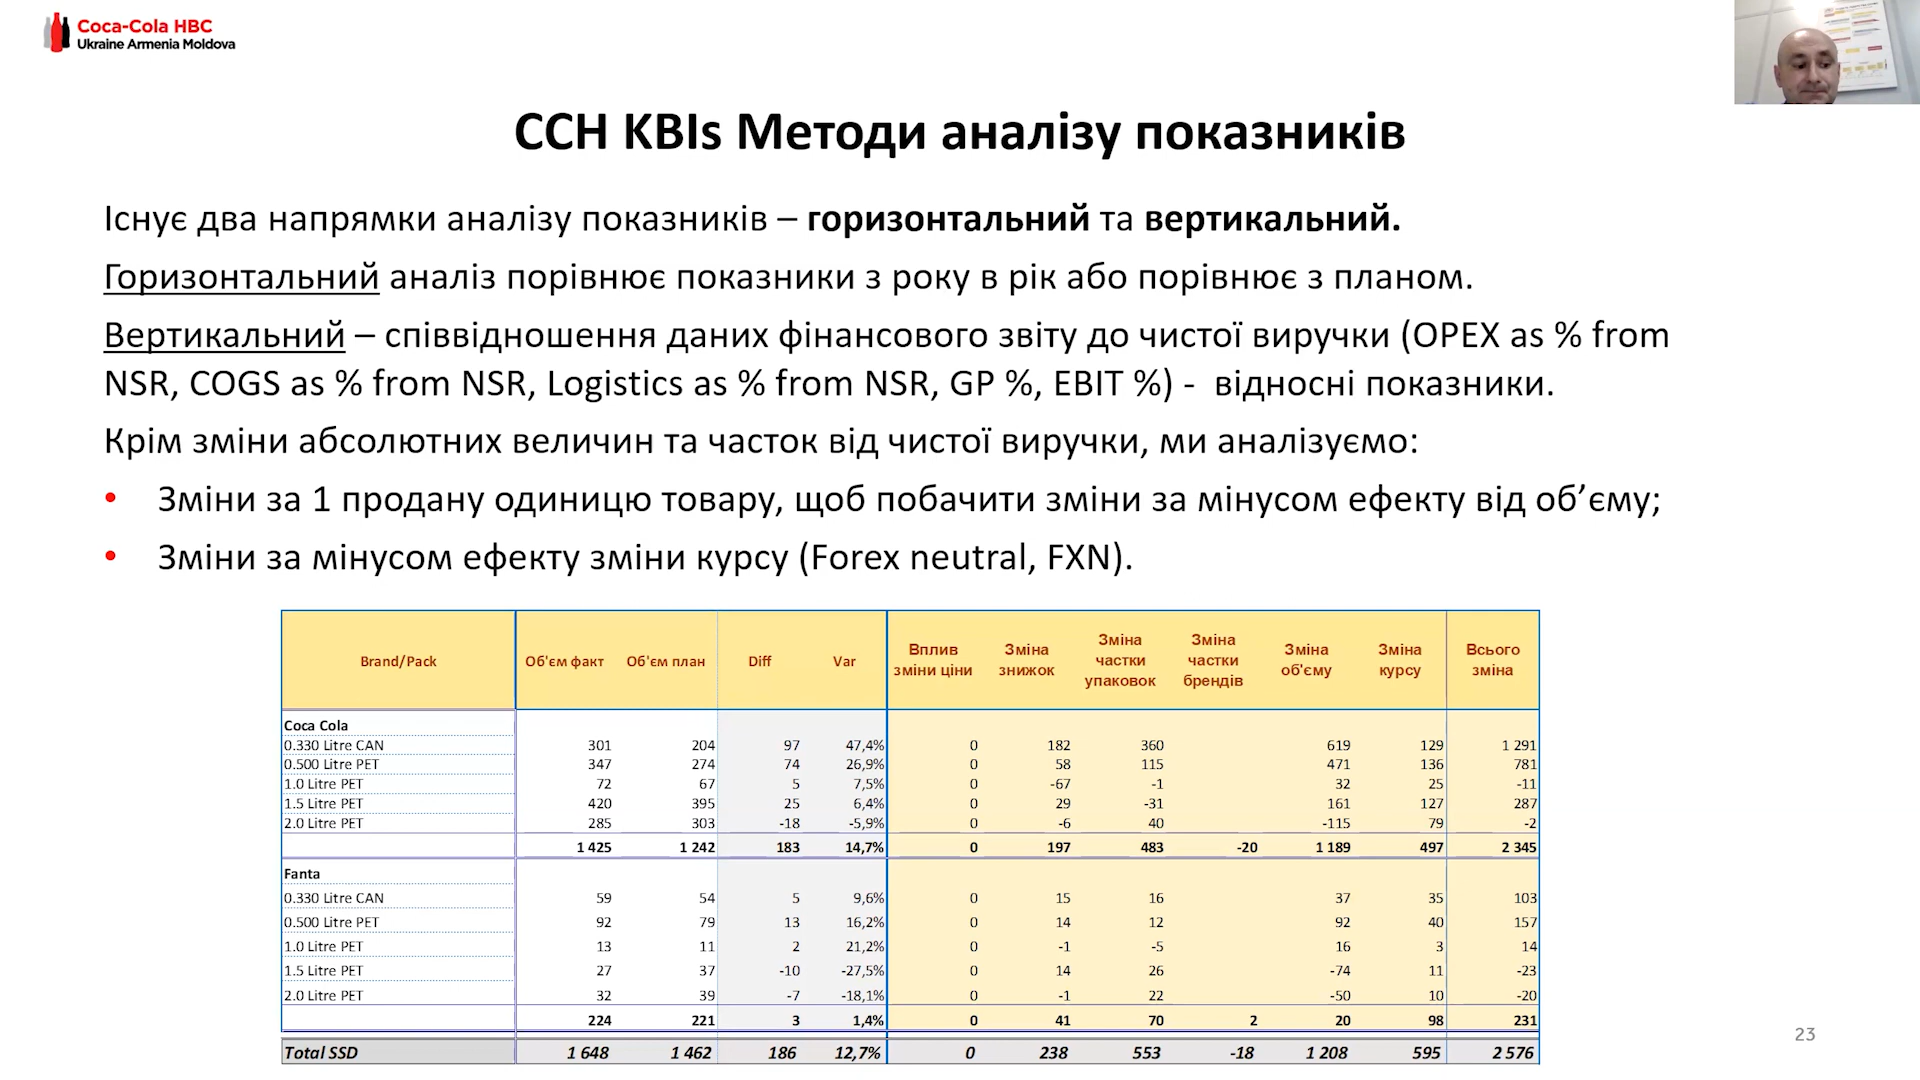 Coca-Cola HBC
Ukraine Armenia Moldova
CCH KBIs Методи аналізу показників
Існує два напрямки аналізу показників – горизонтальний та вертикальний.
Горизонтальний аналіз порівнює показники з року в рік або порівнює з планом.
Вертикальний – співвідношення даних фінансового звіту до чистої виручки (OPEX as % from
NSR, COGS as % from NSR, Logistics as % from NSR, GP %, EBIT %) - відносні показники.
Крім зміни абсолютних величин та часток від чистої виручки, ми аналізуємо:
• Зміни за 1 продану одиницю товару, щоб побачити зміни за мінусом ефекту від об’єму;
• Зміни за мінусом ефекту зміни курсу (Forex neutral, FXN).
Brand/Pack Об'єм факт Об'єм план Diff Var Вплив зміни ціни Зміна знижок Зміна частки упаковок Зміна частки брендів Зміна об'єму Зміна курсу Всього зміна
Coca Cola
0.330 Litre CAN 301 204 97 47,4% 0 182 360 619 129 1 291
0.500 Litre PET 347 274 74 26,9% 0 58 115 471 136 781
1.0 Litre PET 72 67 5 7,5% 0 -67 -1 32 25 -11
1.5 Litre PET 420 395 25 6,4% 0 29 -31 161 127 287
2.0 Litre PET 285 303 -18 -5,9% 0 -6 40 -115 79 -2
1 425 1 242 183 14,7% 0 197 483 -20 1 189 497 2 345
Fanta
0.330 Litre CAN 59 54 5 9,6% 0 15 16 37 35 103
0.500 Litre PET 92 79 13 16,2% 0 14 12 92 40 157
1.0 Litre PET 13 11 2 21,2% 0 -1 -5 16 3 14
1.5 Litre PET 27 37 -10 -27,5% 0 14 26 -74 11 -23
2.0 Litre PET 32 39 -7 -18,1% 0 -1 22 -50 10 -20
224 221 3 1,4% 0 41 70 2 20 98 231
Total SSD 1 648 1 462 186 12,7% 0 238 553 -18 1 208 595 2 576
23